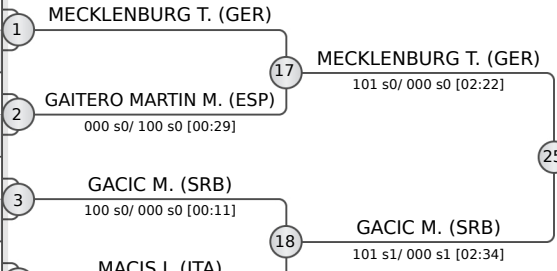 MECKLENBURG T. (GER)
1
17
MECKLENBURG T. (GER)
101 s0/ 000 s0 [02:22]
2
GAITERO MARTIN M. (ESP)
000 s0/ 100 s0 [00:29]
25
GACIC M. (SRB)
3
100 s0/ 000 s0 [00:11]
18
GACIC M. (SRB)
101 s1/ 000 s1 [02:34]
MACIS L. (ITA)